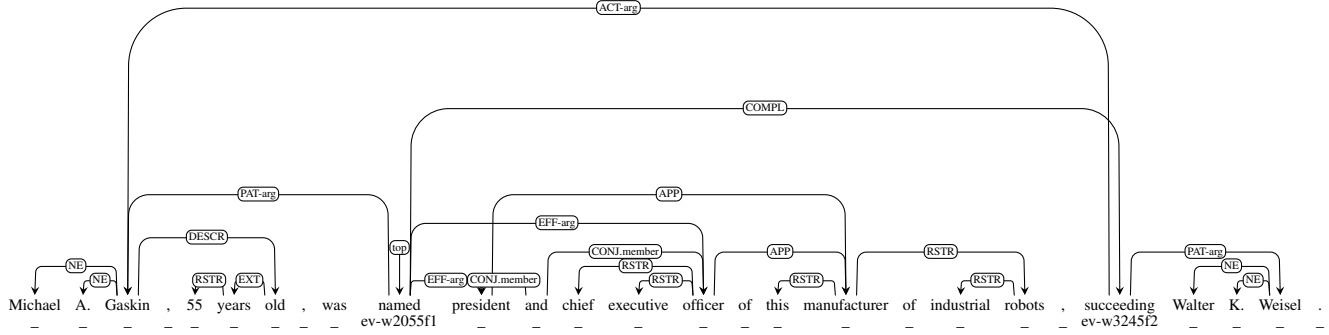 ACT-arg
COMPL
PAT-arg APP
EFF-arg
DESCR top CONJ.member APP RSTR PAT-arg
NE RSTR NE
NE RSTR EXT EFF-arg CONJ.member RSTR RSTR RSTR NE
Michael A. Gaskin , 55 years old , was named president and chief executive officer of this manufacturer of industrial robots , succeeding Walter K. Weisel .
_ _ _ _ _ _ _ _ _ ev-w2055f1 _ _ _ _ _ _ _ _ _ _ _ _ ev-w3245f2 _ _ _ _